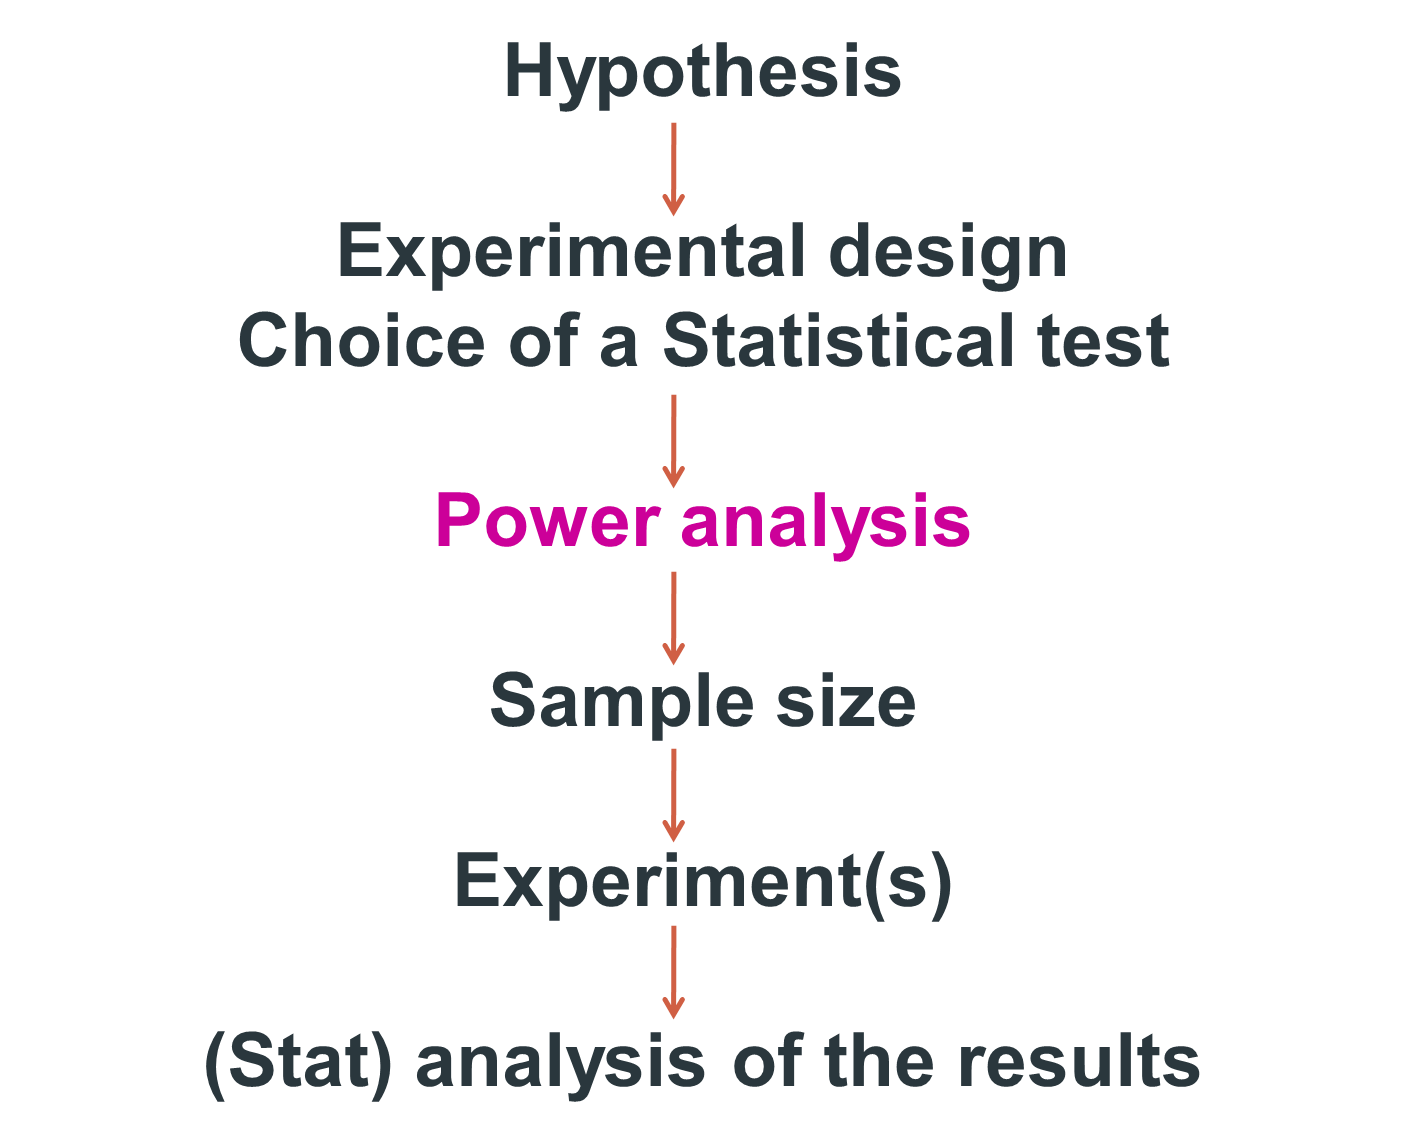 Hypothesis
Experimental design
Choice of a Statistical test
Power analysis
Sample size
Experiment(s)
(Stat) analysis of the results